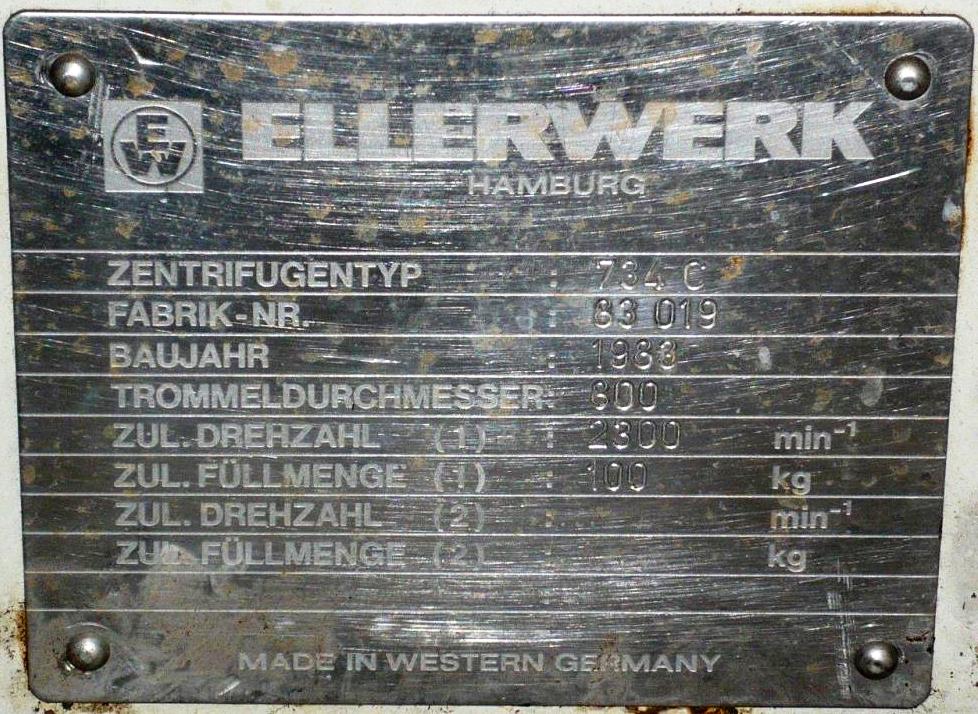 EW
ELLERWERK
HAMBURG
ZENTRIFUGENTYP : 734 C
FABRIK-NR. : 83 019
BAUJAHR : 1983
TROMMELDURCHMESSER: 800
ZUL. DREHZAHL (1) : 2300 min⁻¹
ZUL. FÜLLMENGE (1) : 100 kg
ZUL. DREHZAHL (2) : min⁻¹
ZUL. FÜLLMENGE (2) : kg
MADE IN WESTERN GERMANY